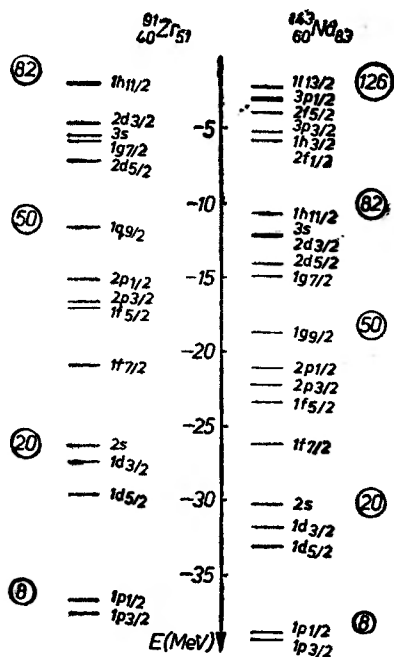 91 40Zr51 143 60Nd83
82 1h11/2
2d3/2
3s
1g7/2
2d5/2
50 1q9/2
2p1/2
2p3/2
1f5/2
1f7/2
20 2s
1d3/2
1d5/2
8 1p1/2
1p3/2
-5
-10
-15
-20
-25
-30
-35
E(MeV)
1i13/2 126
3p1/2
2f5/2
3p3/2
1h3/2
2f1/2
1h11/2 82
3s
2d3/2
2d5/2
1g7/2
1g9/2 50
2p1/2
2p3/2
1f5/2
1f7/2
2s 20
1d3/2
1d5/2
1p1/2 8
1p3/2